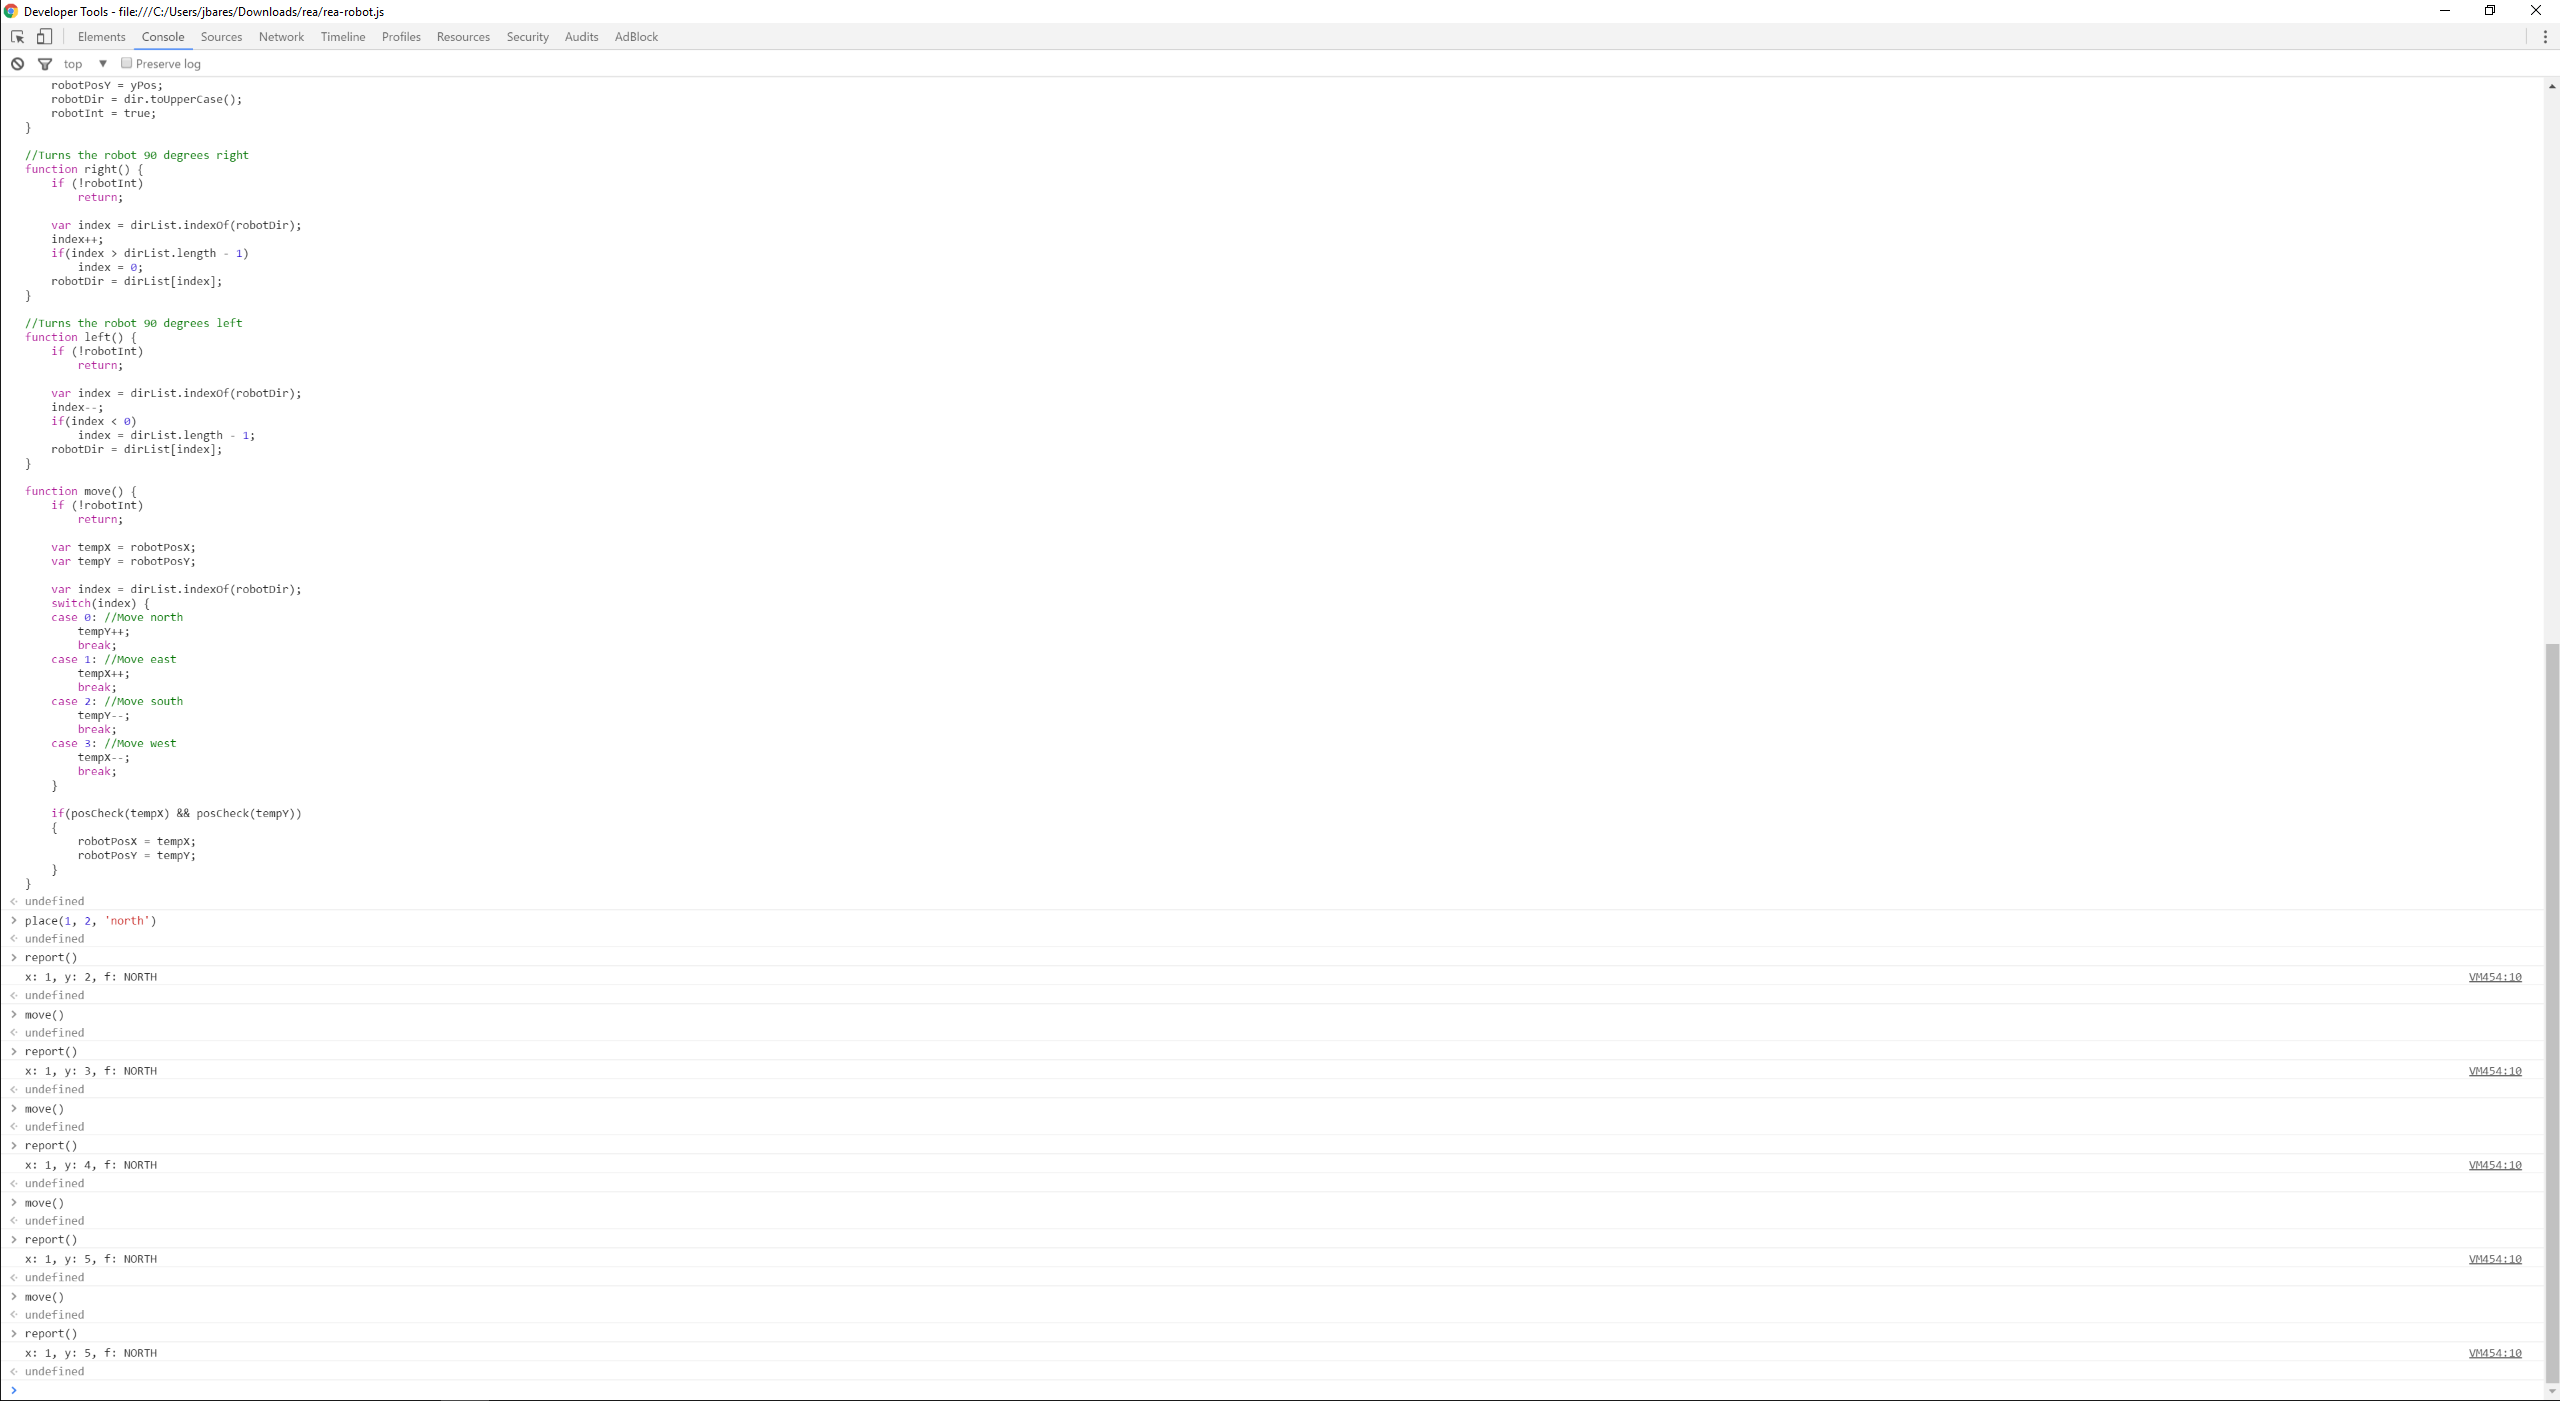 Developer Tools - file:///C:/Users/jbares/Downloads/rea/rea-robot.js
Elements Console Sources Network Timeline Profiles Resources Security Audits AdBlock
top ▼ Preserve log
robotPosY = yPos;
robotDir = dir.toUpperCase();
robotInt = true;
}
//Turns the robot 90 degrees right
function right() {
if (!robotInt)
return;
var index = dirList.indexOf(robotDir);
index++;
if(index > dirList.length - 1)
index = 0;
robotDir = dirList[index];
}
//Turns the robot 90 degrees left
function left() {
if (!robotInt)
return;
var index = dirList.indexOf(robotDir);
index--;
if(index < 0)
index = dirList.length - 1;
robotDir = dirList[index];
}
function move() {
if (!robotInt)
return;
var tempX = robotPosX;
var tempY = robotPosY;
var index = dirList.indexOf(robotDir);
switch(index) {
case 0: //Move north
tempY++;
break;
case 1: //Move east
tempX++;
break;
case 2: //Move south
tempY--;
break;
case 3: //Move west
tempX--;
break;
}
if(posCheck(tempX) && posCheck(tempY))
{
robotPosX = tempX;
robotPosY = tempY;
}
}
undefined
> place(1, 2, 'north')
undefined
> report()
x: 1, y: 2, f: NORTH VM454:10
undefined
> move()
undefined
> report()
x: 1, y: 3, f: NORTH VM454:10
undefined
> move()
undefined
> report()
x: 1, y: 4, f: NORTH VM454:10
undefined
> move()
undefined
> report()
x: 1, y: 5, f: NORTH VM454:10
undefined
> move()
undefined
> report()
x: 1, y: 5, f: NORTH VM454:10
undefined
>